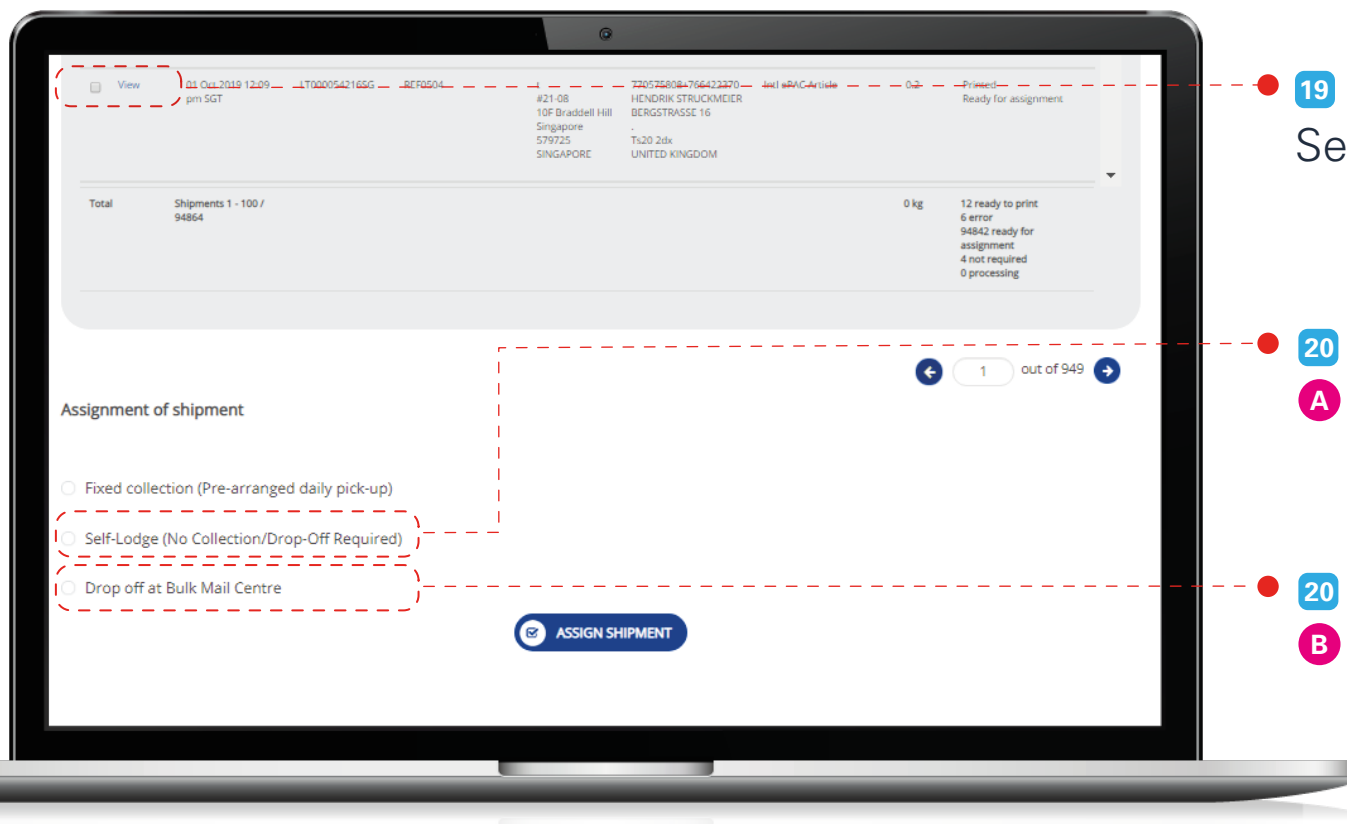 View 01 Oct 2019 12:09 LT000054216SG REF0504 t 770575808+766422370 Intl ePAC Article 0.2 Printed
pm SGT #21-08 HENDRIK STRUCKMEIER Ready for assignment
10F Braddell Hill BERGSTRASSE 16
Singapore .
579725 Ts20 2dx
SINGAPORE UNITED KINGDOM
19
Se
Total Shipments 1 - 100 / 0 kg 12 ready to print
94864 6 error
94842 ready for
assignment
4 not required
0 processing
20
1 out of 949
A
Assignment of shipment
Fixed collection (Pre-arranged daily pick-up)
Self-Lodge (No Collection/Drop-Off Required)
Drop off at Bulk Mail Centre
20
ASSIGN SHIPMENT
B